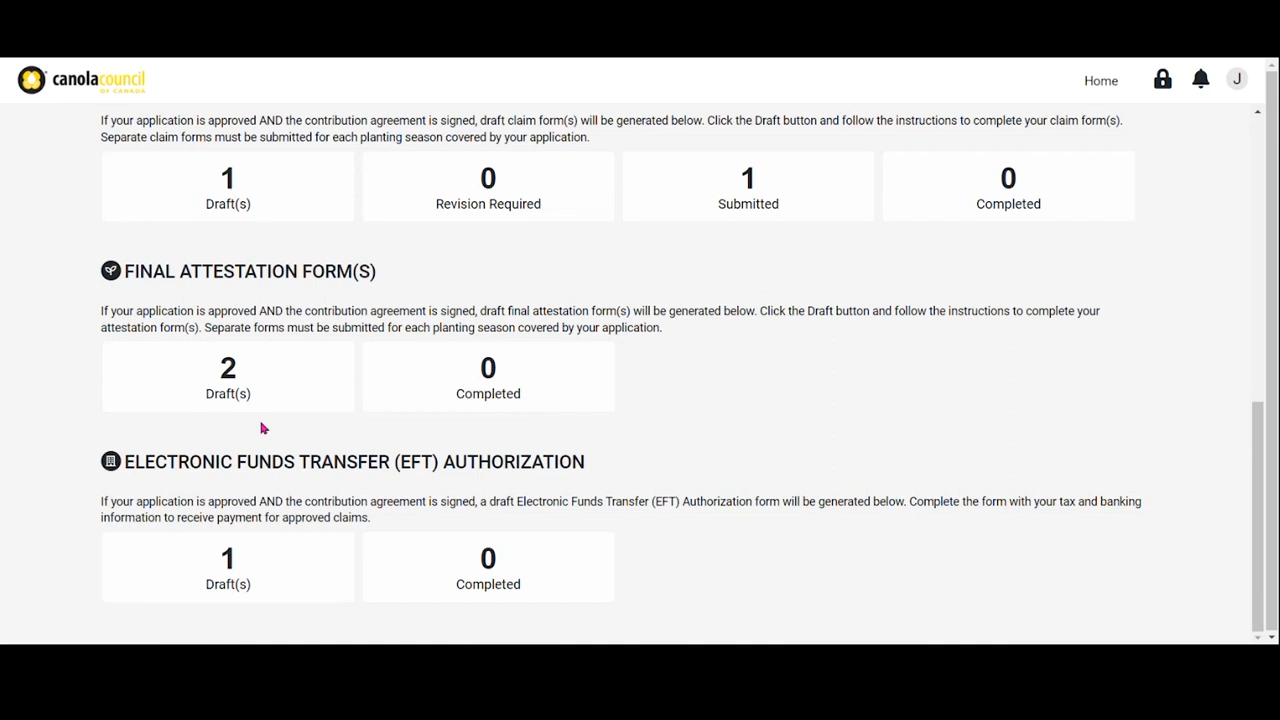 canolacouncil
OF CANADA
Home
J
If your application is approved AND the contribution agreement is signed, draft claim form(s) will be generated below. Click the Draft button and follow the instructions to complete your claim form(s).
Separate claim forms must be submitted for each planting season covered by your application.
1
Draft(s)
0
Revision Required
1
Submitted
0
Completed
FINAL ATTESTATION FORM(S)
If your application is approved AND the contribution agreement is signed, draft final attestation form(s) will be generated below. Click the Draft button and follow the instructions to complete your
attestation form(s). Separate forms must be submitted for each planting season covered by your application.
2
Draft(s)
0
Completed
ELECTRONIC FUNDS TRANSFER (EFT) AUTHORIZATION
If your application is approved AND the contribution agreement is signed, a draft Electronic Funds Transfer (EFT) Authorization form will be generated below. Complete the form with your tax and banking
information to receive payment for approved claims.
1
Draft(s)
0
Completed